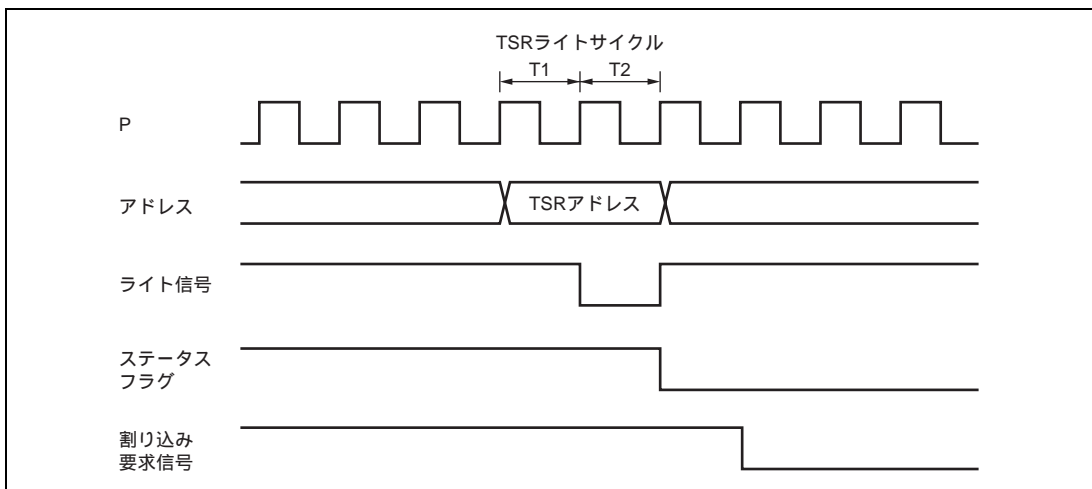 TSRライトサイクル
T1
T2
P
アドレス
TSRアドレス
ライト信号
ステータス
フラグ
割り込み
要求信号